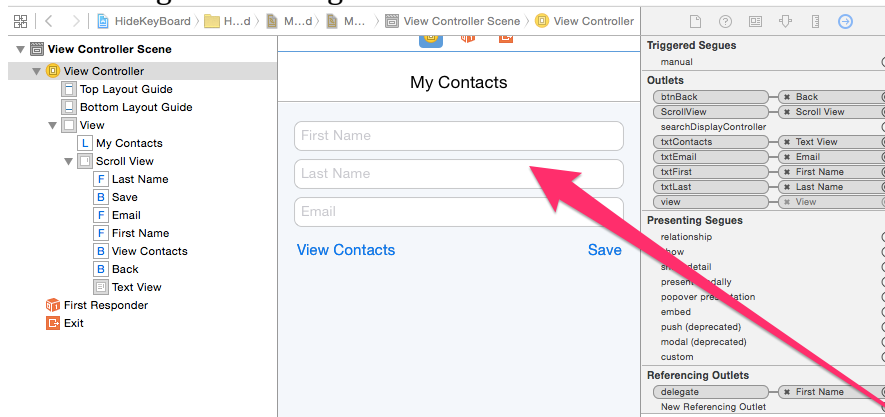 HideKeyBoard
H...d
M...d
M...
View Controller Scene
View Controller
View Controller Scene
View Controller
Top Layout Guide
Bottom Layout Guide
View
L My Contacts
Scroll View
F Last Name
B Save
F Email
F First Name
B View Contacts
B Back
Text View
First Responder
Exit
My Contacts
First Name
Last Name
Email
View Contacts Save
Triggered Segues
manual
Outlets
btnBack Back
ScrollView Scroll View
searchDisplayController
txtContacts Text View
txtEmail Email
txtFirst First Name
txtLast Last Name
view View
Presenting Segues
relationship
popover presentation
embed
push (deprecated)
modal (deprecated)
custom
Referencing Outlets
delegate First Name
New Referencing Outlet